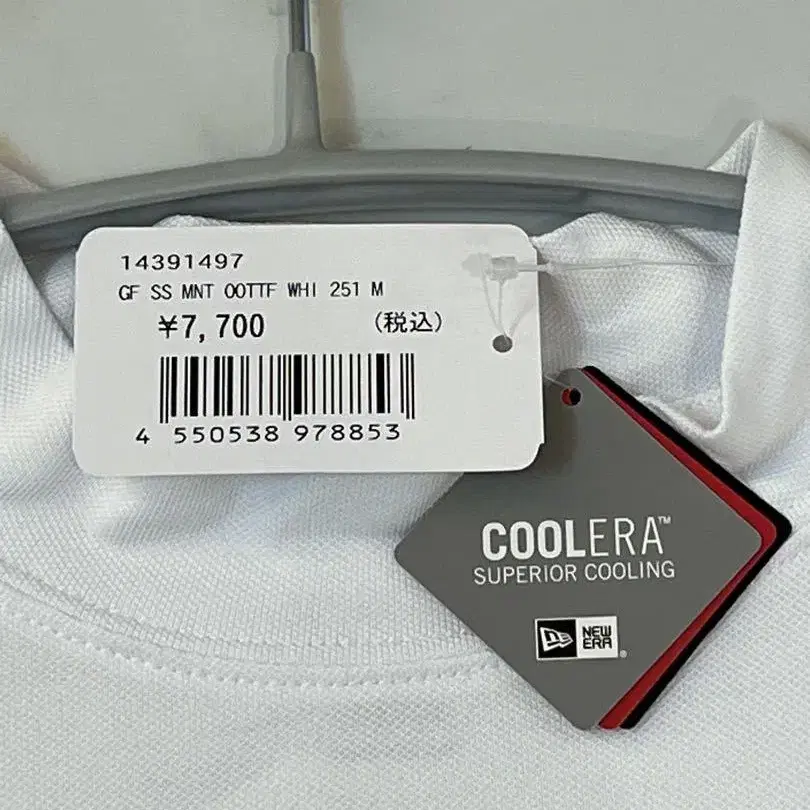 14391497
GF SS MNT OOTTF WHI 251 M
¥7,700 (税込)
4 550538 978853
COOLERA™
SUPERIOR COOLING
NEW
ERA®